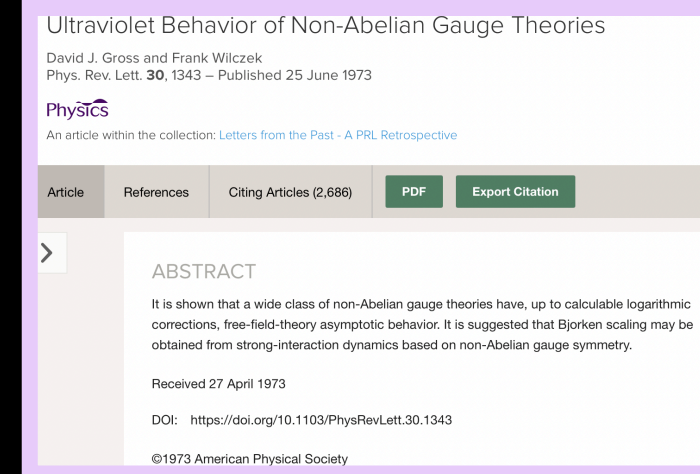 Ultraviolet Behavior of Non-Abelian Gauge Theories
David J. Gross and Frank Wilczek
Phys. Rev. Lett. 30, 1343 – Published 25 June 1973
Physics
An article within the collection: Letters from the Past - A PRL Retrospective
Article References Citing Articles (2,686) PDF Export Citation
ABSTRACT
It is shown that a wide class of non-Abelian gauge theories have, up to calculable logarithmic
corrections, free-field-theory asymptotic behavior. It is suggested that Bjorken scaling may be
obtained from strong-interaction dynamics based on non-Abelian gauge symmetry.
Received 27 April 1973
DOI: https://doi.org/10.1103/PhysRevLett.30.1343
©1973 American Physical Society